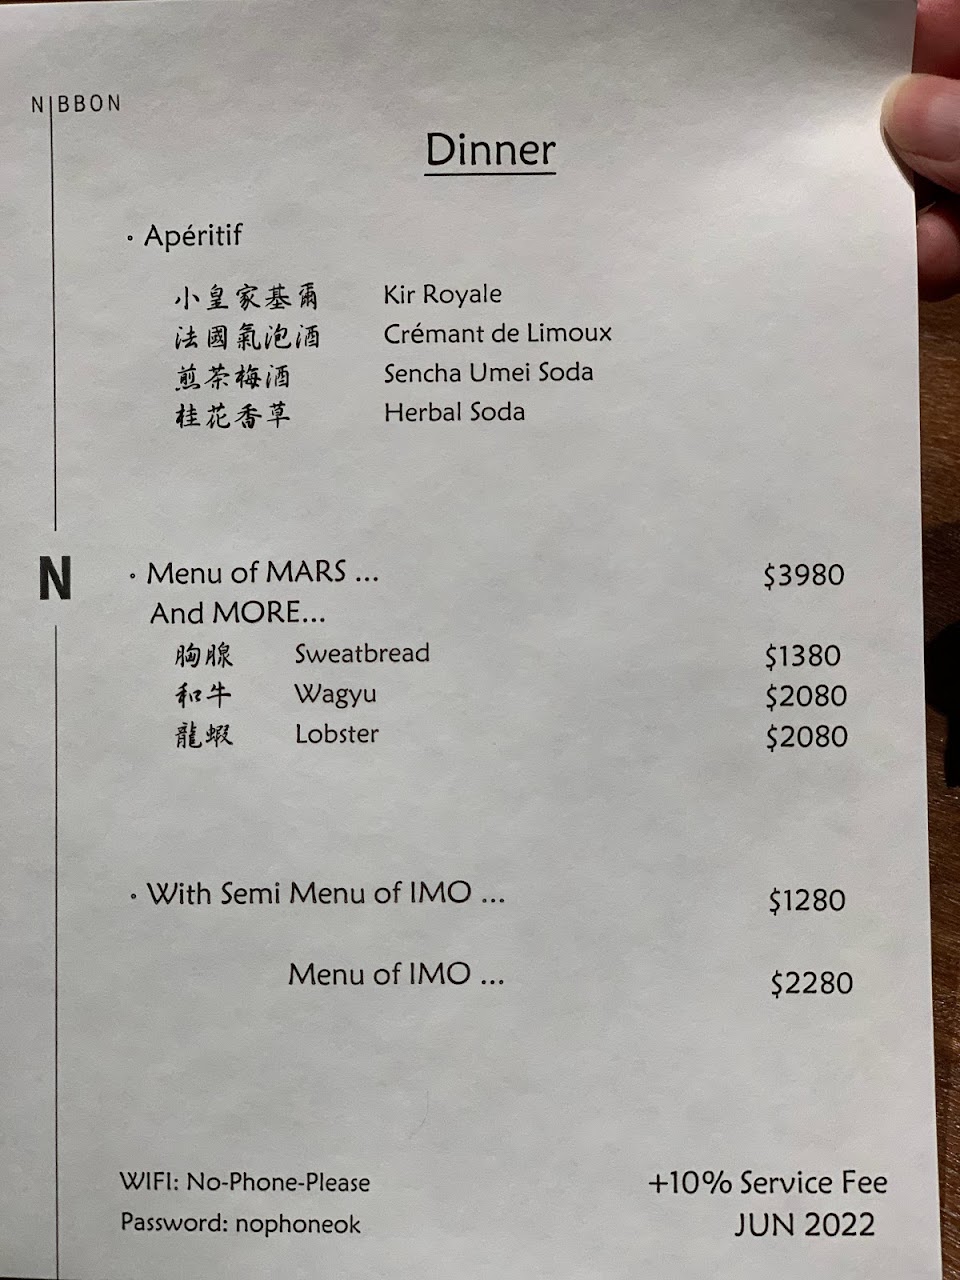 NIBBON
Dinner
◦ Apéritif
小皇家基爾 Kir Royale
法國氣泡酒 Crémant de Limoux
煎茶梅酒 Sencha Umei Soda
桂花香草 Herbal Soda
N
◦ Menu of MARS ... $3980
And MORE...
胸腺 Sweatbread $1380
和牛 Wagyu $2080
龍蝦 Lobster $2080
◦ With Semi Menu of IMO ... $1280
Menu of IMO ... $2280
WIFI: No-Phone-Please +10% Service Fee
Password: nophoneok JUN 2022